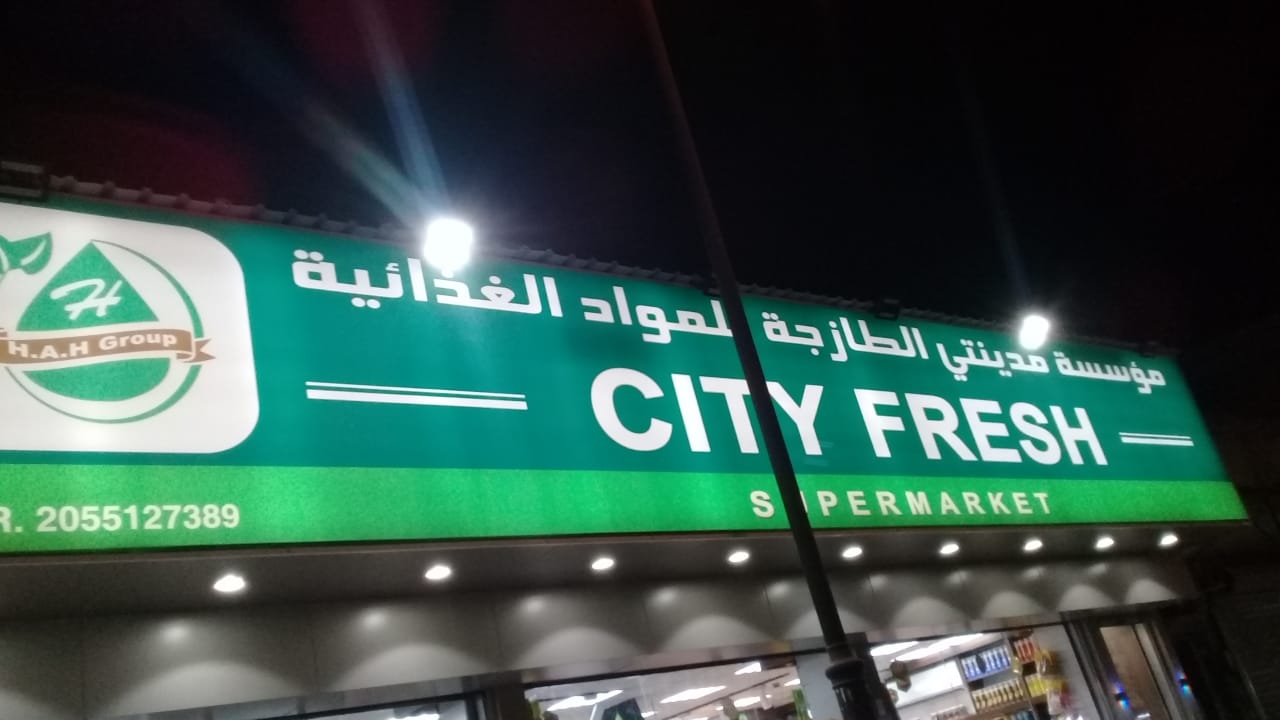 مؤسسة مدينتي الطازجة للمواد الغذائية
CITY FRESH
SUPERMARKET
H
H.A.H Group
R. 2055127389